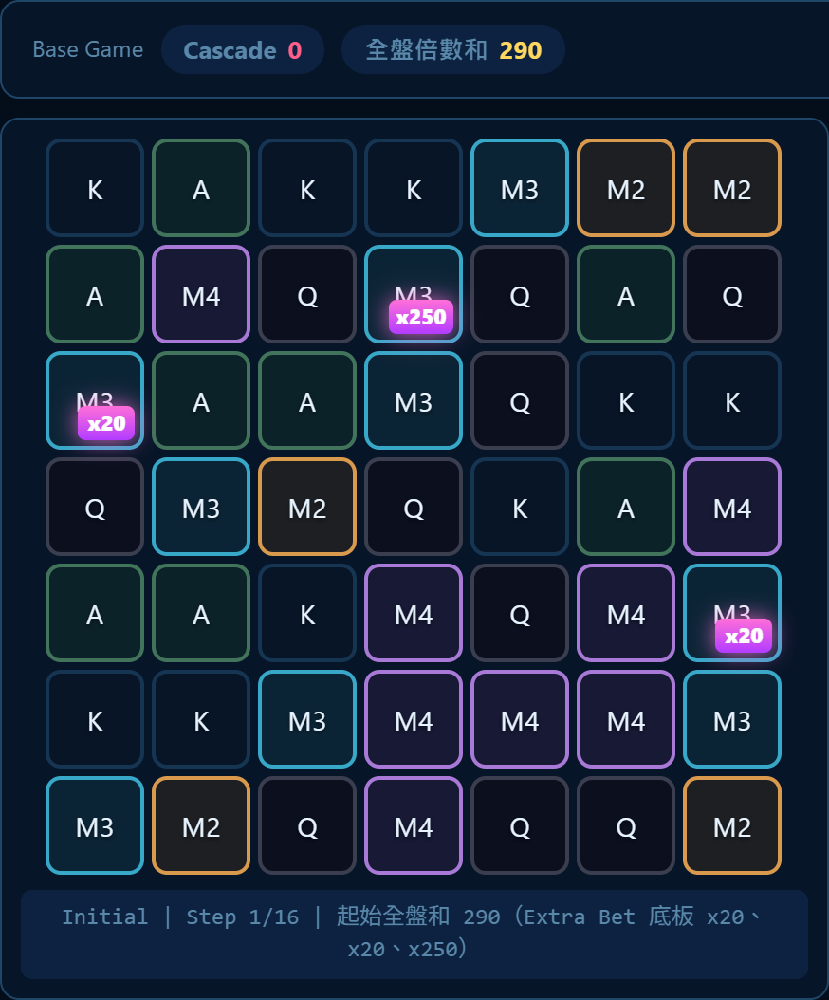 Base Game Cascade 0 全盤倍數和 290
K A K K M3 M2 M2
A M4 Q M3 Q A Q
x250
M3 A A M3 Q K K
x20
Q M3 M2 Q K A M4
A A K M4 Q M4 M3
x20
K K M3 M4 M4 M4 M3
M3 M2 Q M4 Q Q M2
Initial | Step 1/16 | 起始全盤和 290（Extra Bet 底板 x20、
x20、x250）